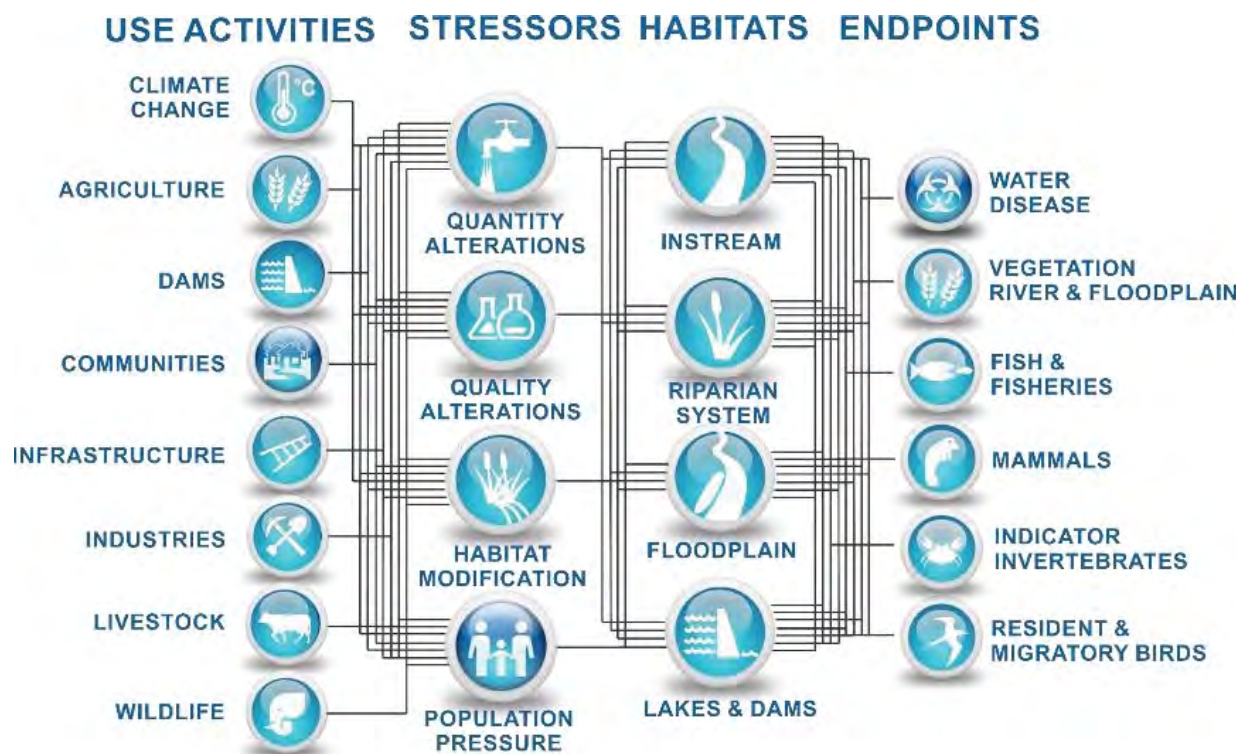 USE ACTIVITIES STRESSORS HABITATS ENDPOINTS
CLIMATE
CHANGE
°C
AGRICULTURE
DAMS
COMMUNITIES
INFRASTRUCTURE
INDUSTRIES
LIVESTOCK
WILDLIFE
QUANTITY
ALTERATIONS
QUALITY
ALTERATIONS
HABITAT
MODIFICATION
POPULATION
PRESSURE
INSTREAM
RIPARIAN
SYSTEM
FLOODPLAIN
LAKES & DAMS
WATER
DISEASE
VEGETATION
RIVER & FLOODPLAIN
FISH &
FISHERIES
MAMMALS
INDICATOR
INVERTEBRATES
RESIDENT &
MIGRATORY BIRDS